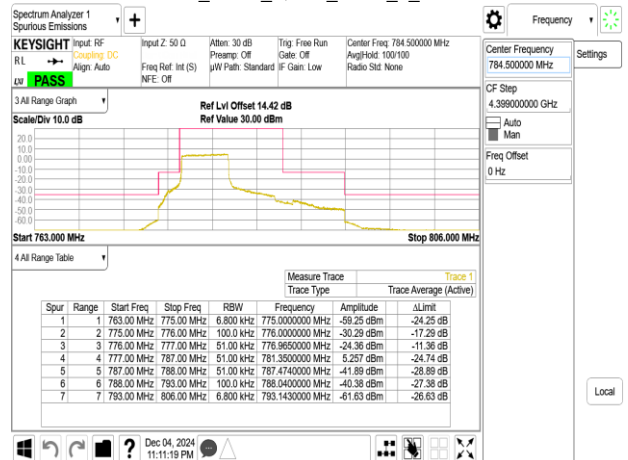 Spectrum Analyzer 1
Spurious Emissions
Frequency
KEYSIGHT
RL
LXI
PASS
Input: RF
Coupling: DC
Align: Auto
Input Z: 50 Ω
Freq Ref: Int (S)
NFE: Off
Atten: 30 dB
Preamp: Off
µW Path: Standard
Trig: Free Run
Gate: Off
IF Gain: Low
Center Freq: 784.500000 MHz
Avg|Hold: 100/100
Radio Std: None
Center Frequency
784.500000 MHz
Settings
CF Step
4.399000000 GHz
Auto
Man
Freq Offset
0 Hz
3 All Range Graph
Ref Lvl Offset 14.42 dB
Scale/Div 10.0 dB
Ref Value 30.00 dBm
20.0
10.0
0.00
-10.0
-20.0
-30.0
-40.0
-50.0
-60.0
Start 763.000 MHz
Stop 806.000 MHz
4 All Range Table
Measure Trace Trace 1
Trace Type Trace Average (Active)
Spur Range Start Freq Stop Freq RBW Frequency Amplitude ΔLimit
1 1 763.00 MHz 775.00 MHz 6.800 kHz 775.0000000 MHz -59.25 dBm -24.25 dB
2 2 775.00 MHz 776.00 MHz 100.0 kHz 776.0000000 MHz -30.29 dBm -17.29 dB
3 3 776.00 MHz 777.00 MHz 51.00 kHz 776.9650000 MHz -24.36 dBm -11.36 dB
4 4 777.00 MHz 787.00 MHz 51.00 kHz 781.3500000 MHz 5.257 dBm -24.74 dB
5 5 787.00 MHz 788.00 MHz 51.00 kHz 787.4740000 MHz -41.89 dBm -28.89 dB
6 6 788.00 MHz 793.00 MHz 100.0 kHz 788.0400000 MHz -40.38 dBm -27.38 dB
7 7 793.00 MHz 806.00 MHz 6.800 kHz 793.1430000 MHz -61.63 dBm -26.63 dB
Local
Dec 04, 2024
11:11:19 PM